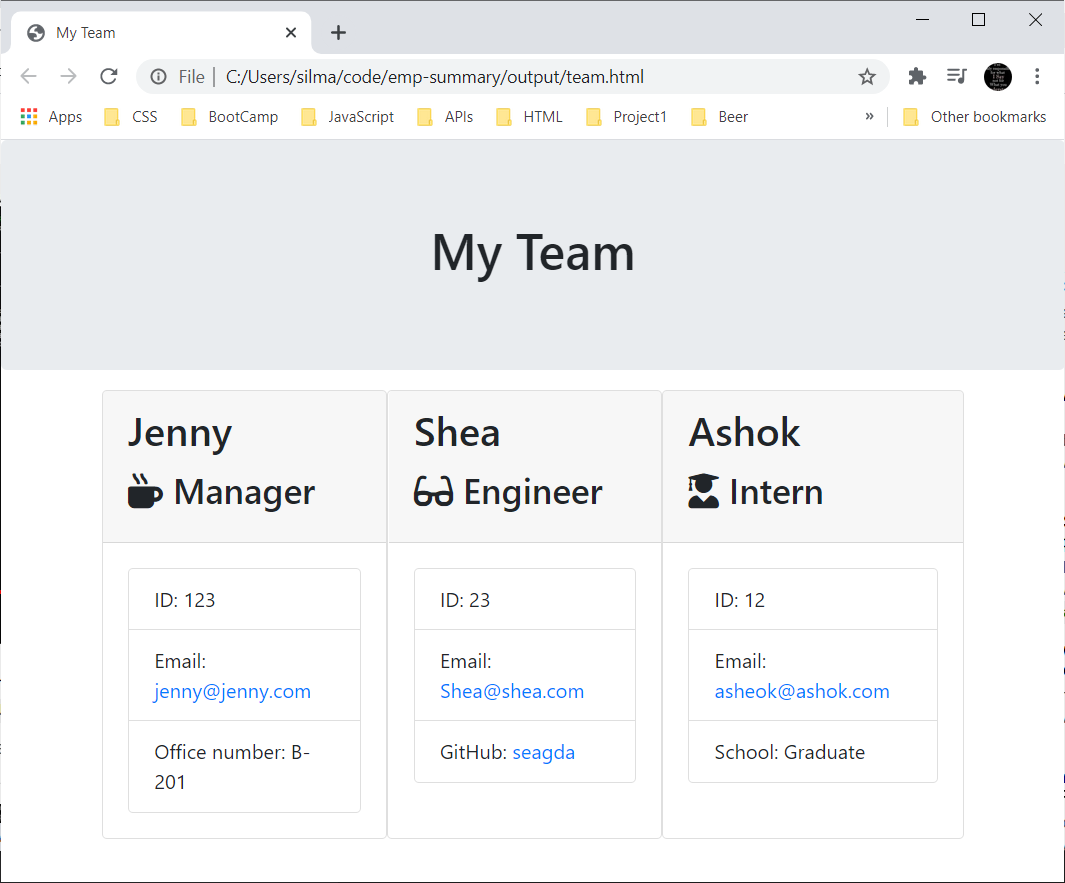 My Team
File | C:/Users/silma/code/emp-summary/output/team.html
Apps CSS BootCamp JavaScript APIs HTML Project1 Beer » Other bookmarks
My Team
Jenny
Manager
ID: 123
Email:
jenny@jenny.com
Office number: B-
201
Shea
Engineer
ID: 23
Email:
Shea@shea.com
GitHub: seagda
Ashok
Intern
ID: 12
Email:
asheok@ashok.com
School: Graduate